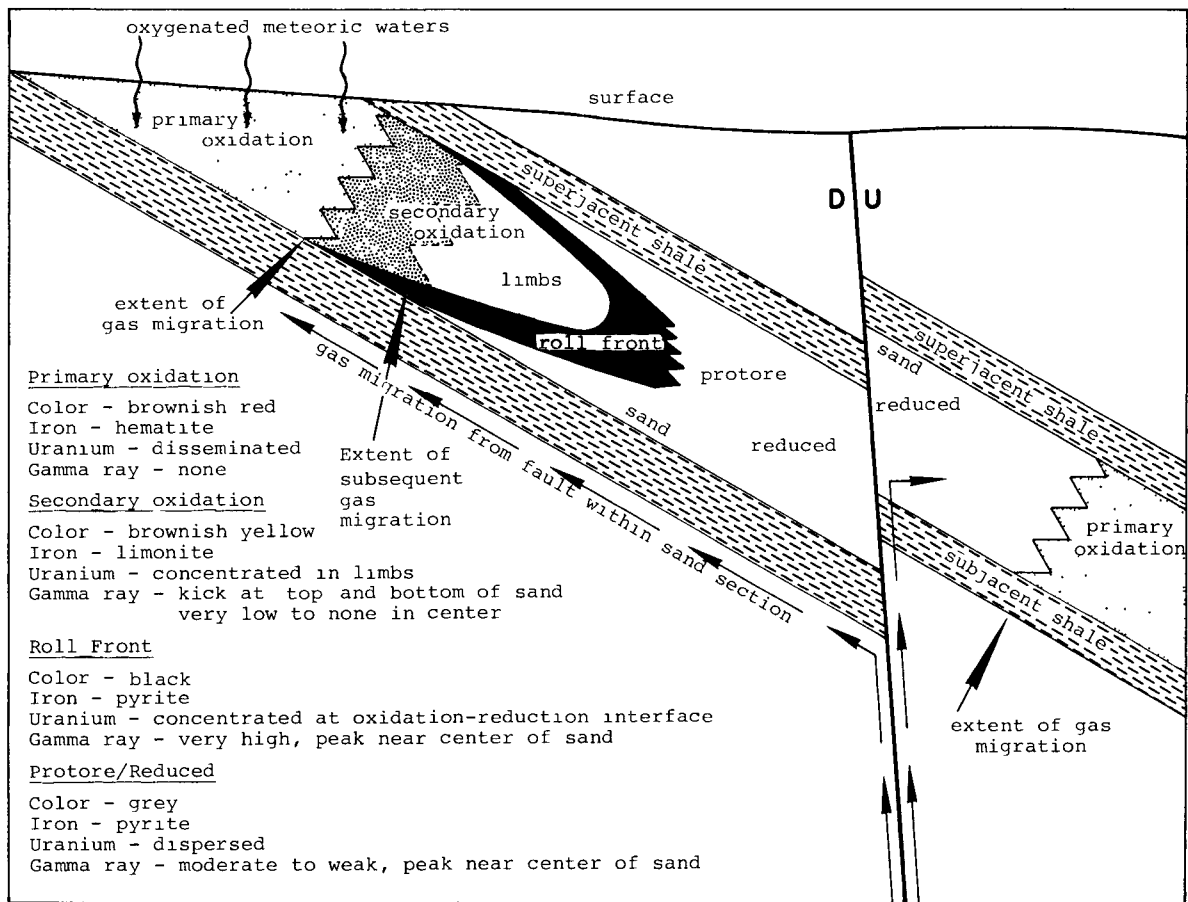 oxygenated meteoric waters
surface
primary
oxidation
D U
superjacent shale
secondary
oxidation
limbs
extent of
gas migration
roll front
protore
sand
superjacent shale
reduced
sand
reduced
gas migration from fault within sand section
Extent of
subsequent
gas
migration
primary
oxidation
subjacent shale
extent of gas
migration
Primary oxidation
Color - brownish red
Iron - hematite
Uranium - disseminated
Gamma ray - none
Secondary oxidation
Color - brownish yellow
Iron - limonite
Uranium - concentrated in limbs
Gamma ray - kick at top and bottom of sand
very low to none in center
Roll Front
Color - black
Iron - pyrite
Uranium - concentrated at oxidation-reduction interface
Gamma ray - very high, peak near center of sand
Protore/Reduced
Color - grey
Iron - pyrite
Uranium - dispersed
Gamma ray - moderate to weak, peak near center of sand